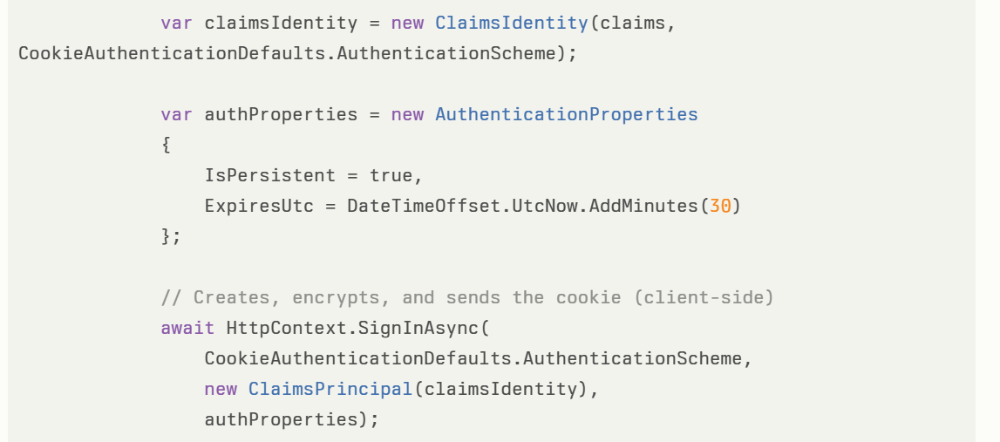 var claimsIdentity = new ClaimsIdentity(claims,
CookieAuthenticationDefaults.AuthenticationScheme);
var authProperties = new AuthenticationProperties
{
IsPersistent = true,
ExpiresUtc = DateTimeOffset.UtcNow.AddMinutes(30)
};
// Creates, encrypts, and sends the cookie (client-side)
await HttpContext.SignInAsync(
CookieAuthenticationDefaults.AuthenticationScheme,
new ClaimsPrincipal(claimsIdentity),
authProperties);